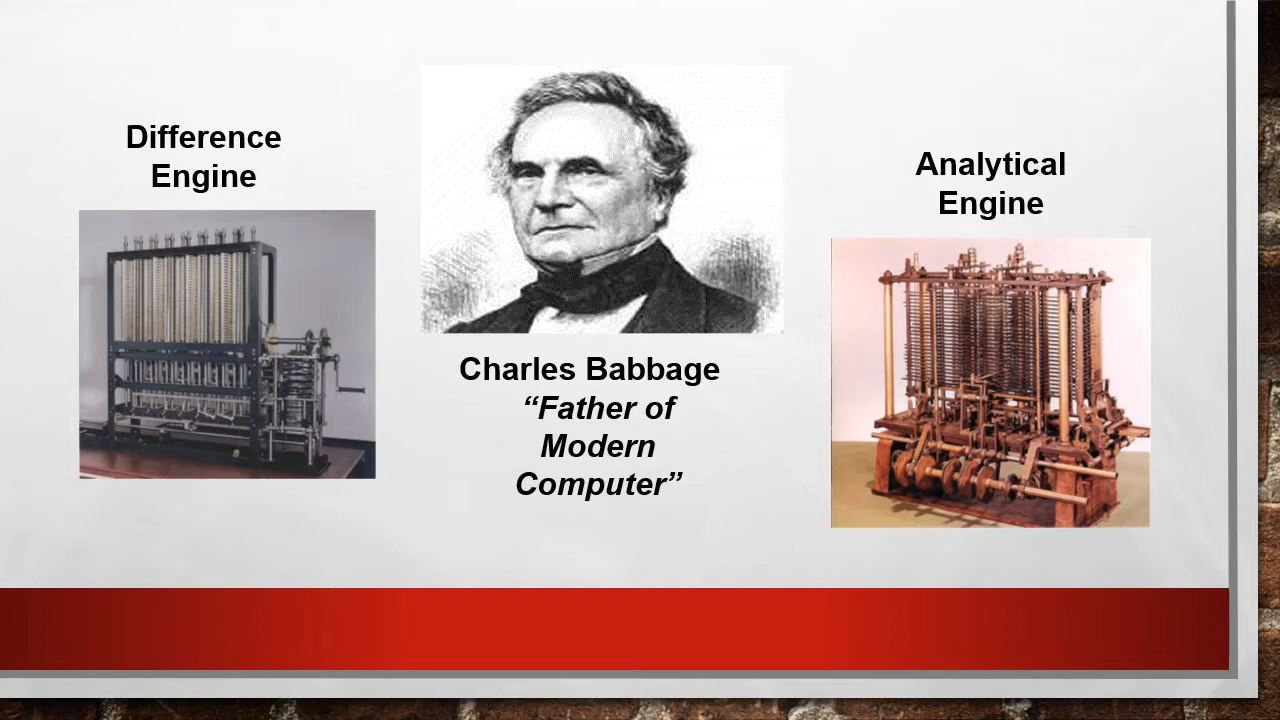 Difference
Engine
Charles Babbage
“Father of
Modern
Computer”
Analytical
Engine